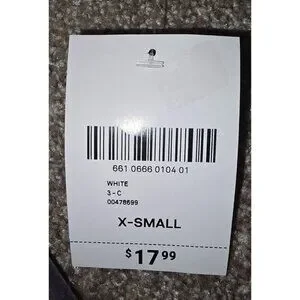 661 0666 0104 01
WHITE
3 - C
00478699
X-SMALL
$17 99